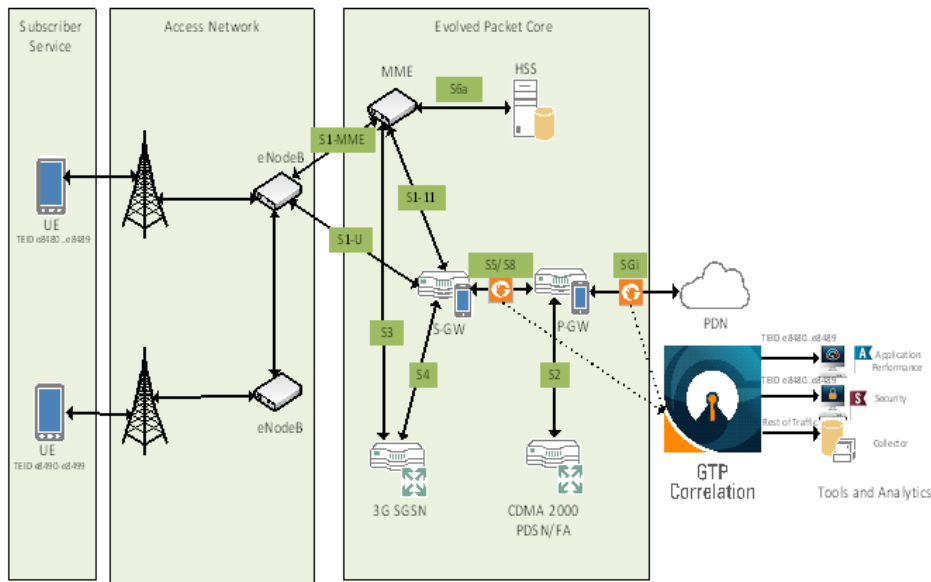 Subscriber
Service
Access Network
Evolved Packet Core
MME
HSS
S6a
S1-MME
eNodeB
S1-11
UE
TEID e8480..e8489
S1-U
S5/S8
SGi
S-GW
P-GW
PDN
S3
S4
S2
TEID e8480..e8489
A
Application
Performance
TEID e8480..e8489
S
Security
Rest of Traffic
Collector
eNodeB
UE
TEID e8490-e8499
GTP
Correlation
Tools and Analytics
3G SGSN
CDMA 2000
PDSN/FA